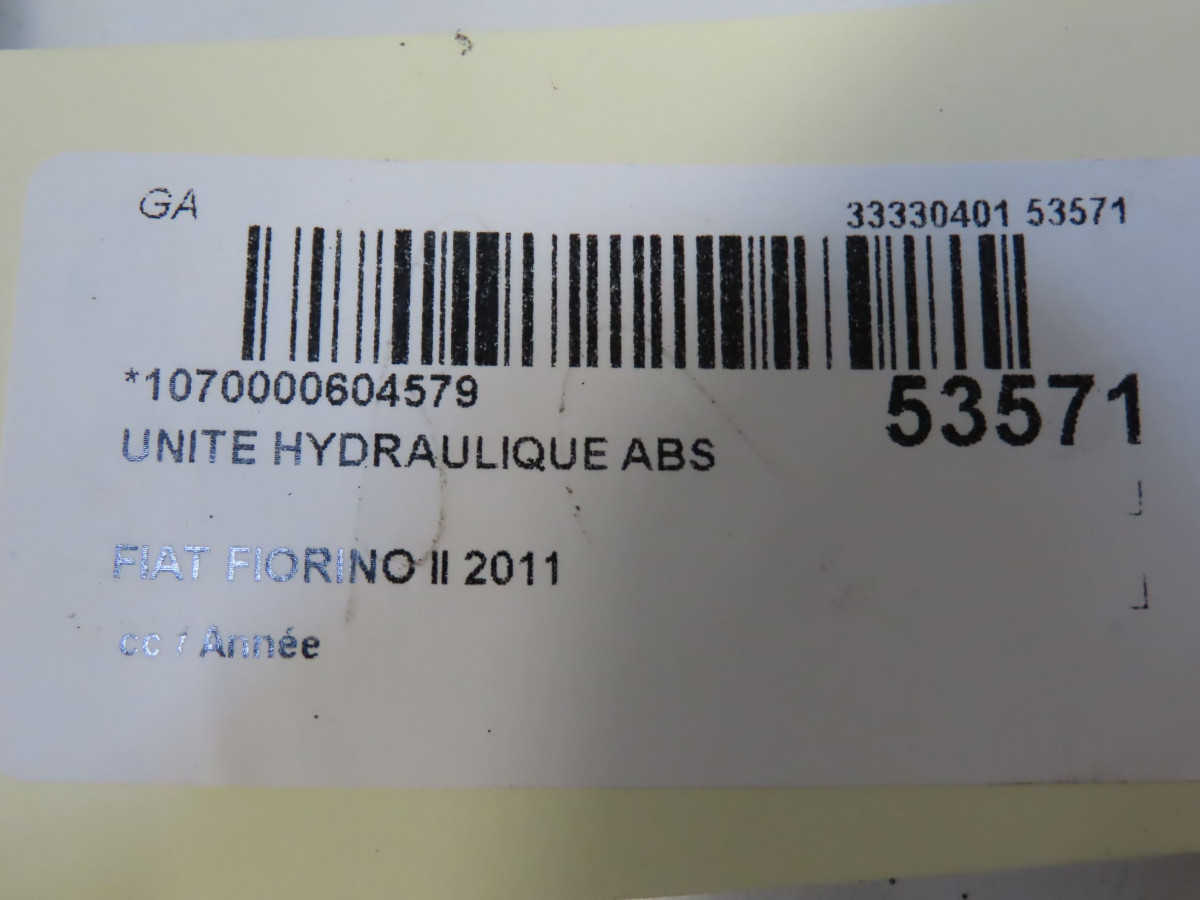 GA
33330401 53571
*1070000604579
53571
UNITE HYDRAULIQUE ABS
FIAT FIORINO II 2011
cc / Année